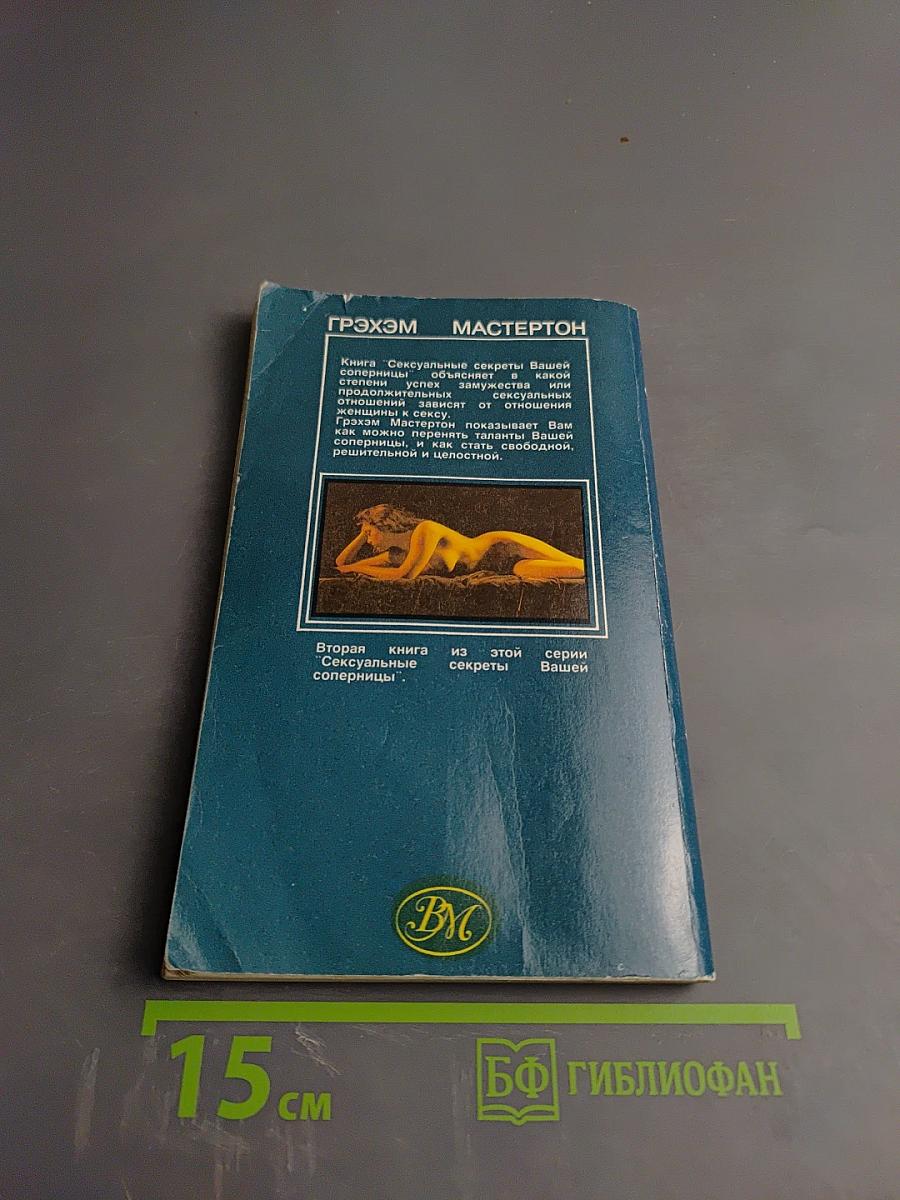 ГРЭХЭМ МАСТЕРТОН
Книга "Сексуальные секреты Вашей
соперницы" объясняет в какой
степени успех замужества или
продолжительных сексуальных
отношений зависят от отношения
женщины к сексу.
Грэхэм Мастертон показывает Вам
как можно перенять таланты Вашей
соперницы, и как стать свободной,
решительной и целостной.
Вторая книга из этой серии
"Сексуальные секреты Вашей
соперницы".
ВМ
15 см
БФ ГИБЛИОФАН